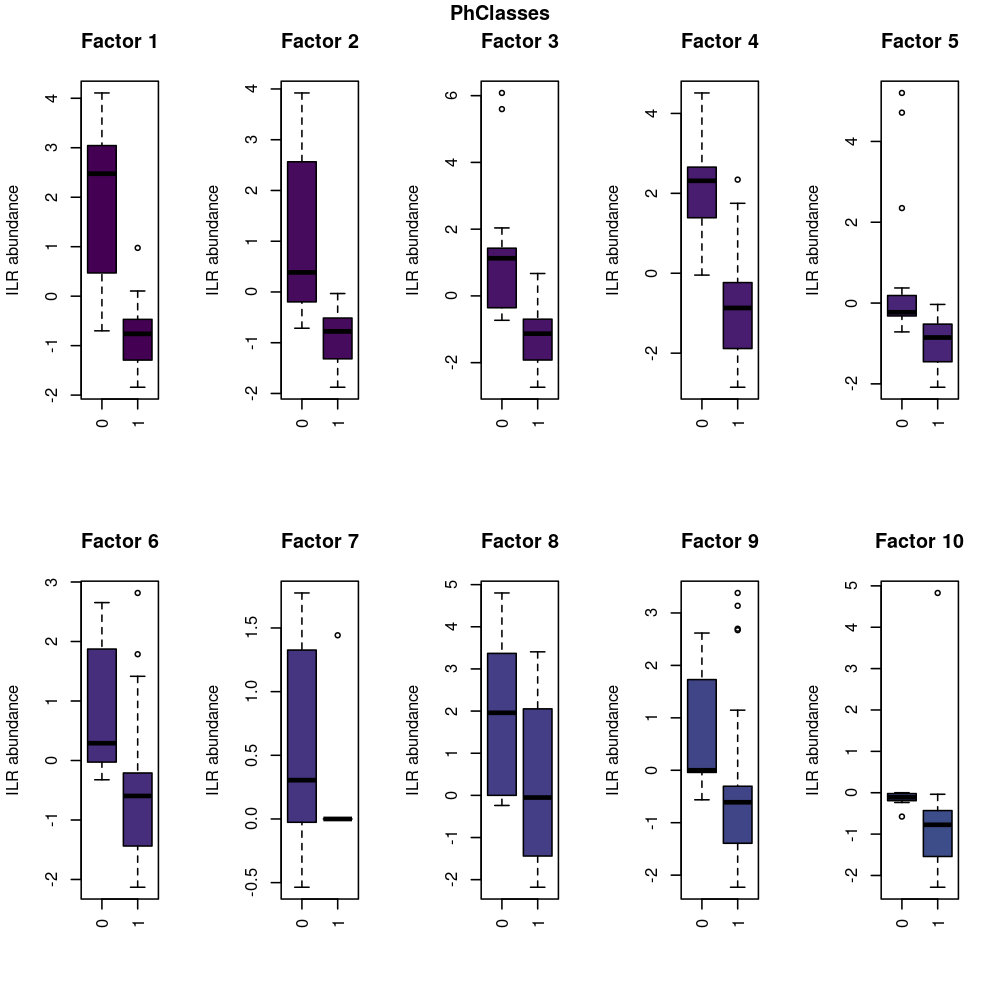 PhClasses
Factor 1 Factor 2 Factor 3 Factor 4 Factor 5
ILR abundance ILR abundance ILR abundance ILR abundance ILR abundance
4 3 2 1 0 -1 -2
4 3 2 1 0 -1 -2
6 4 2 0 -2
4 2 0 -2
4 2 0 -2
0 1 0 1 0 1 0 1 0 1
Factor 6 Factor 7 Factor 8 Factor 9 Factor 10
ILR abundance ILR abundance ILR abundance ILR abundance ILR abundance
3 2 1 0 -1 -2
1.5 1.0 0.5 0.0 -0.5
5 4 3 2 1 0 -1 -2
3 2 1 0 -1 -2
5 4 3 2 1 0 -1 -2
0 1 0 1 0 1 0 1 0 1